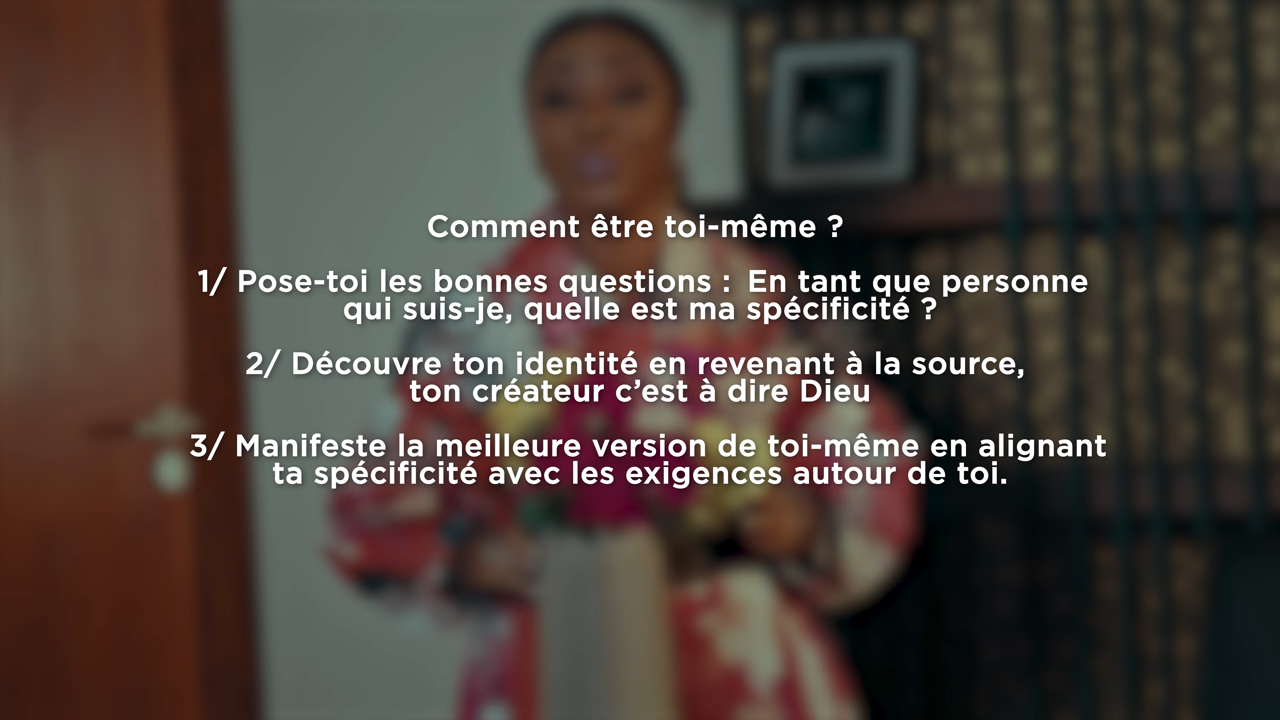 Comment être toi-même ?
1/ Pose-toi les bonnes questions : En tant que personne
qui suis-je, quelle est ma spécificité ?
2/ Découvre ton identité en revenant à la source,
ton créateur c’est à dire Dieu
3/ Manifeste la meilleure version de toi-même en alignant
ta spécificité avec les exigences autour de toi.